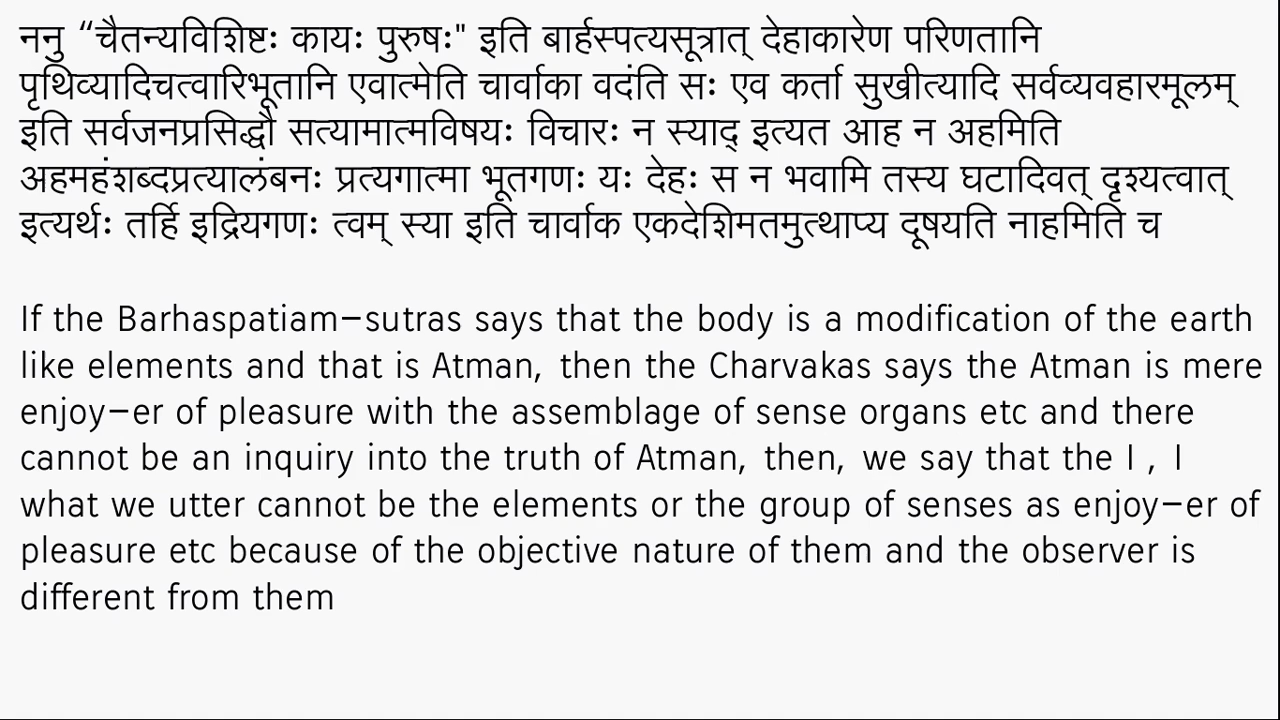 ननु “चैतन्यविशिष्टः कायः पुरुषः" इति बार्हस्पत्यसूत्रात् देहाकारेण परिणतानि
पृथिव्यादिचत्वारिभूतानि एवात्मेति चार्वाका वदंति सः एव कर्ता सुखीत्यादि सर्वव्यवहारमूलम्
इति सर्वजनप्रसिद्धौ सत्यामात्मविषयः विचारः न स्याद् इत्यत आह न अहमिति
अहमहंशब्दप्रत्यालंबनः प्रत्यगात्मा भूतगणः यः देहः स न भवामि तस्य घटादिवत् दृश्यत्वात्
इत्यर्थः तर्हि इद्रियगणः त्वम् स्या इति चार्वाक एकदेशिमतमुत्थाप्य दूषयति नाहमिति च
If the Barhaspatiam-sutras says that the body is a modification of the earth
like elements and that is Atman, then the Charvakas says the Atman is mere
enjoy-er of pleasure with the assemblage of sense organs etc and there
cannot be an inquiry into the truth of Atman, then, we say that the I , I
what we utter cannot be the elements or the group of senses as enjoy-er of
pleasure etc because of the objective nature of them and the observer is
different from them